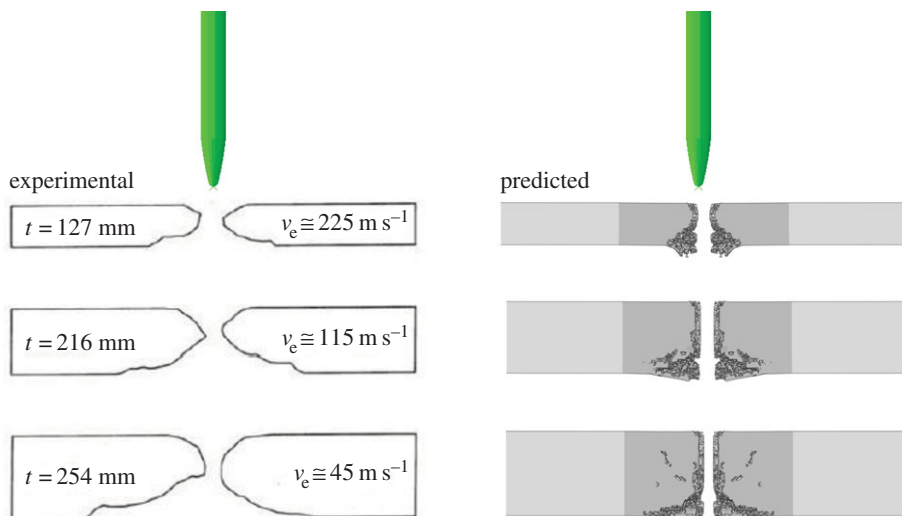 experimental
predicted
t = 127 mm
vₑ ≅ 225 m s⁻¹
t = 216 mm
vₑ ≅ 115 m s⁻¹
t = 254 mm
vₑ ≅ 45 m s⁻¹